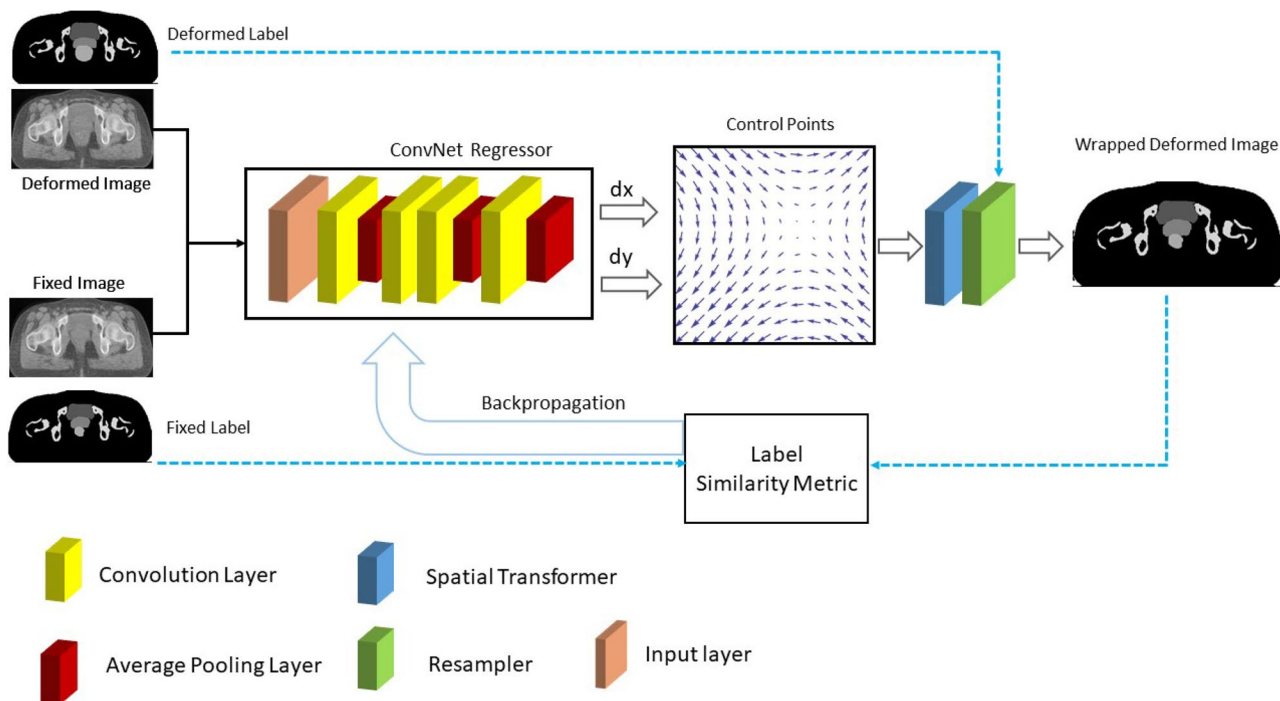 Deformed Label
Deformed Image
Fixed Image
Fixed Label
ConvNet Regressor
dx
dy
Control Points
Wrapped Deformed Image
Backpropagation
Label
Similarity Metric
Convolution Layer
Spatial Transformer
Average Pooling Layer
Resampler
Input layer